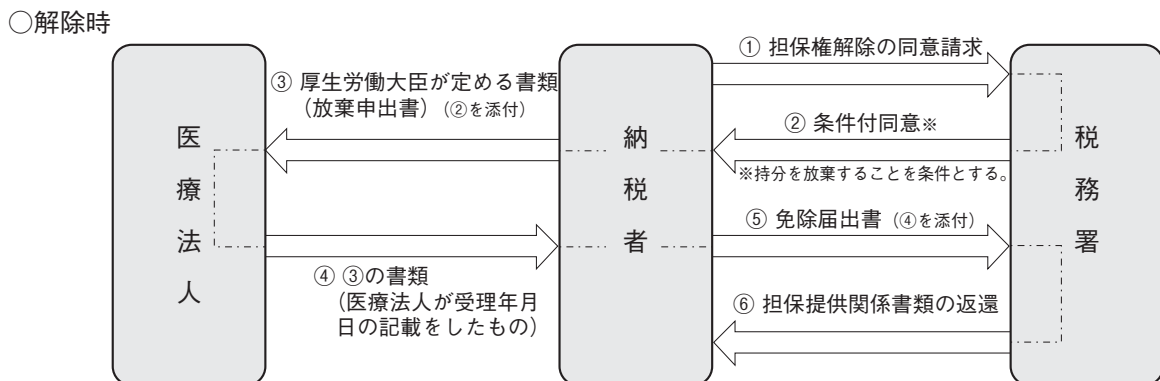 ○解除時
① 担保権解除の同意請求
③ 厚生労働大臣が定める書類
（放棄申出書）（②を添付）
② 条件付同意※
※持分を放棄することを条件とする。
医療法人
納税者
税務署
⑤ 免除届出書（④を添付）
④ ③の書類
（医療法人が受理年月
日の記載をしたもの）
⑥ 担保提供関係書類の返還